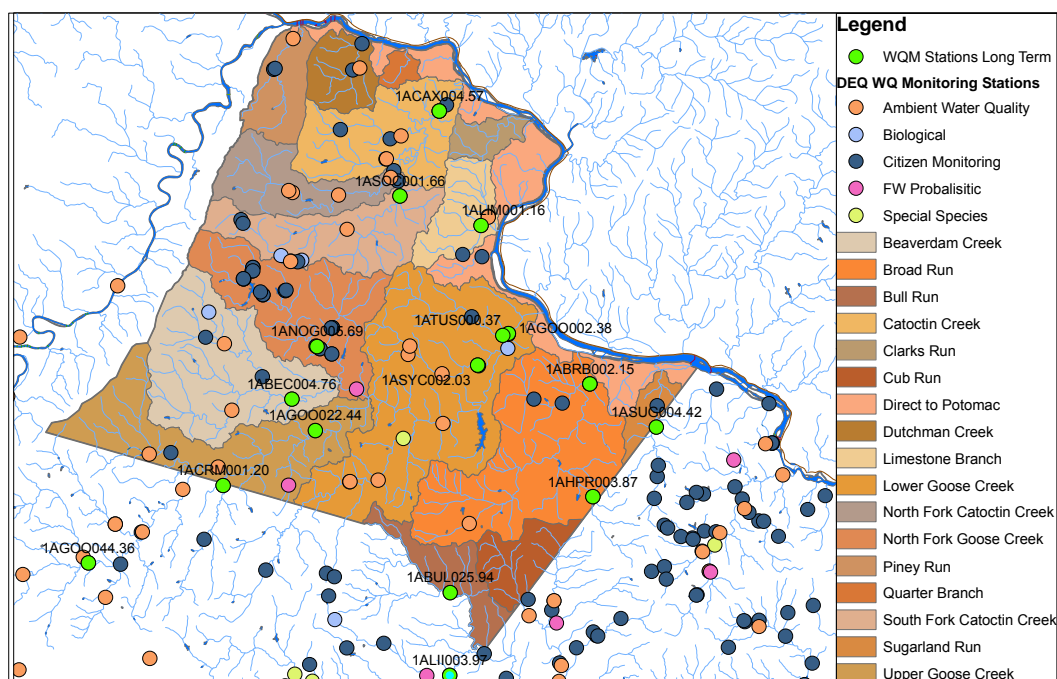 Legend
WQM Stations Long Term
DEQ WQ Monitoring Stations
Ambient Water Quality
Biological
Citizen Monitoring
FW Probalisitic
Special Species
Beaverdam Creek
Broad Run
Bull Run
Catoctin Creek
Clarks Run
Cub Run
Direct to Potomac
Dutchman Creek
Limestone Branch
Lower Goose Creek
North Fork Catoctin Creek
North Fork Goose Creek
Piney Run
Quarter Branch
South Fork Catoctin Creek
Sugarland Run
Upper Goose Creek
1ACAX004.57
1ASOC001.66
1ALIM001.16
1ATUS000.37
1AGOO002.38
1ANOG005.69
1ABRB002.15
1ASYC002.03
1ABEC004.76
1AGOO022.44
1ASUG004.42
1ACRM001.20
1AHPR003.87
1AGOO044.36
1ABUL025.94
1ALII003.97